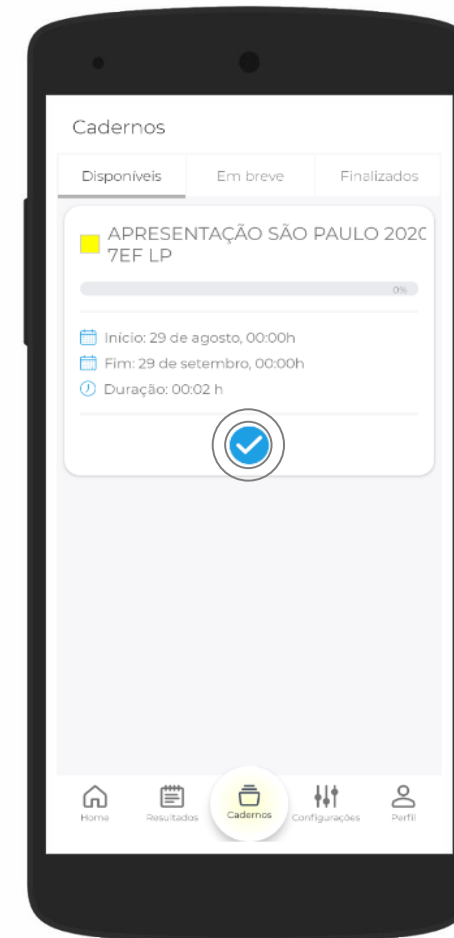 Cadernos
Disponíveis Em breve Finalizados
APRESENTAÇÃO SÃO PAULO 2020
7EF LP
0%
Início: 29 de agosto, 00:00h
Fim: 29 de setembro, 00:00h
Duração: 00:02 h
Home Resultados Cadernos Configurações Perfil